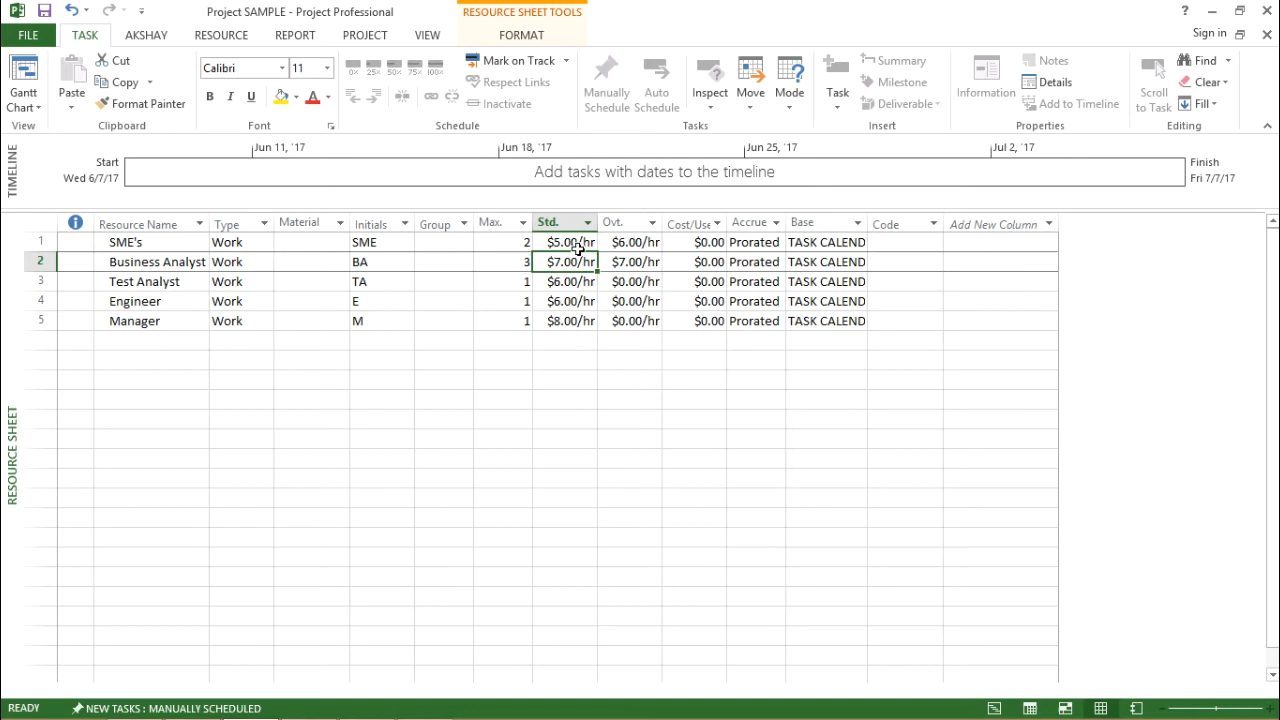 Project SAMPLE - Project Professional
RESOURCE SHEET TOOLS
?
FILE TASK AKSHAY RESOURCE REPORT PROJECT VIEW FORMAT
Sign in
Gantt Chart
View
Paste
Cut
Copy
Format Painter
Clipboard
Calibri 11
B I U A
Font
0% 25% 50% 75% 100%
Mark on Track
Respect Links
Inactivate
Schedule
Manually Schedule
Auto Schedule
Inspect
Move
Mode
Tasks
Task
Summary
Milestone
Deliverable
Insert
Information
Notes
Details
Add to Timeline
Properties
Scroll to Task
Find
Clear
Fill
Editing
TIMELINE
Jun 11, '17 Jun 18, '17 Jun 25, '17 Jul 2, '17
Start
Wed 6/7/17
Add tasks with dates to the timeline
Finish
Fri 7/7/17
Resource Name Type Material Initials Group Max. Std. Ovt. Cost/Use Accrue Base Code Add New Column
1 SME's Work SME 2 $5.00/hr $6.00/hr $0.00 Prorated TASK CALEND
2 Business Analyst Work BA 3 $7.00/hr $7.00/hr $0.00 Prorated TASK CALEND
3 Test Analyst Work TA 1 $6.00/hr $0.00/hr $0.00 Prorated TASK CALEND
4 Engineer Work E 1 $6.00/hr $0.00/hr $0.00 Prorated TASK CALEND
5 Manager Work M 1 $8.00/hr $0.00/hr $0.00 Prorated TASK CALEND
RESOURCE SHEET
READY NEW TASKS : MANUALLY SCHEDULED